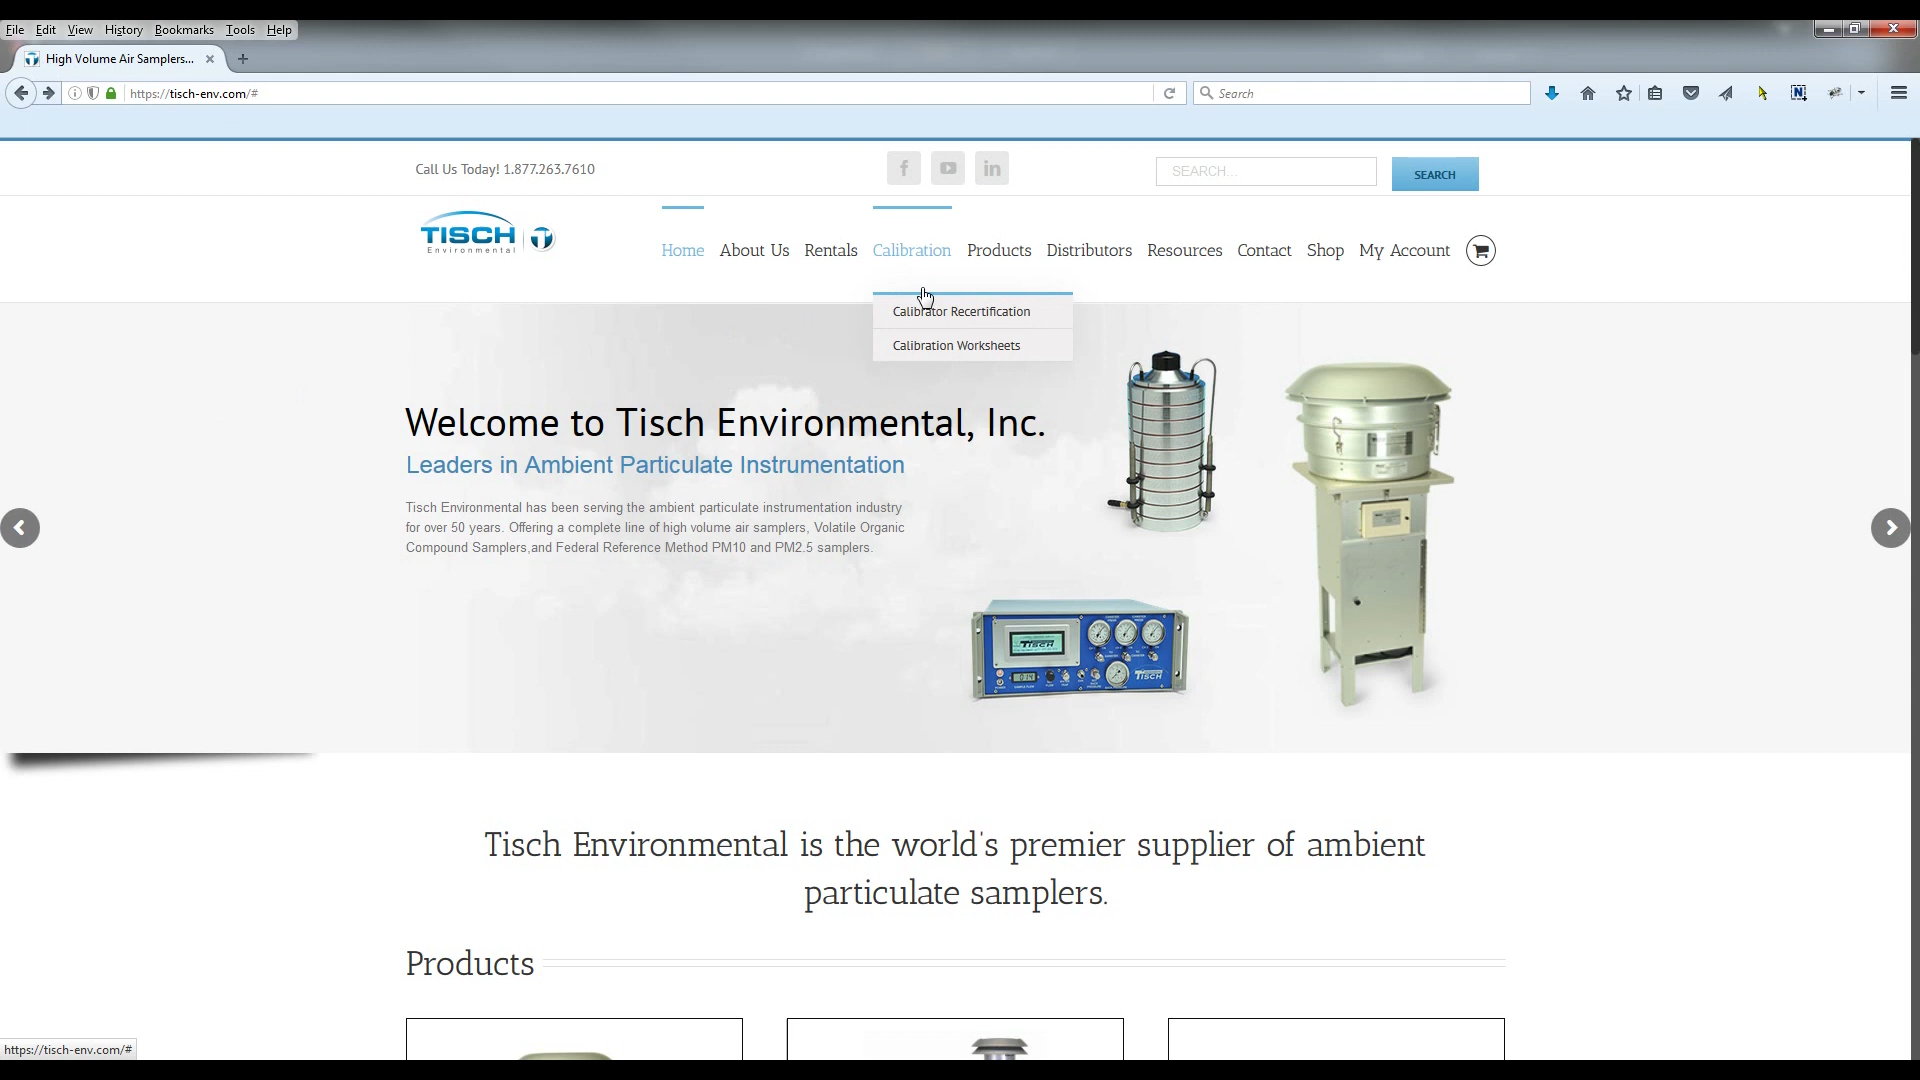 File Edit View History Bookmarks Tools Help
High Volume Air Samplers...
https://tisch-env.com/#
Search
Call Us Today! 1.877.263.7610
SEARCH...
SEARCH
TISCH
Environmental
Home About Us Rentals Calibration Products Distributors Resources Contact Shop My Account
Calibrator Recertification
Calibration Worksheets
Welcome to Tisch Environmental, Inc.
Leaders in Ambient Particulate Instrumentation
Tisch Environmental has been serving the ambient particulate instrumentation industry
for over 50 years. Offering a complete line of high volume air samplers, Volatile Organic
Compound Samplers,and Federal Reference Method PM10 and PM2.5 samplers.
TISCH
TISCH
Tisch Environmental is the world's premier supplier of ambient
particulate samplers.
Products
https://tisch-env.com/#